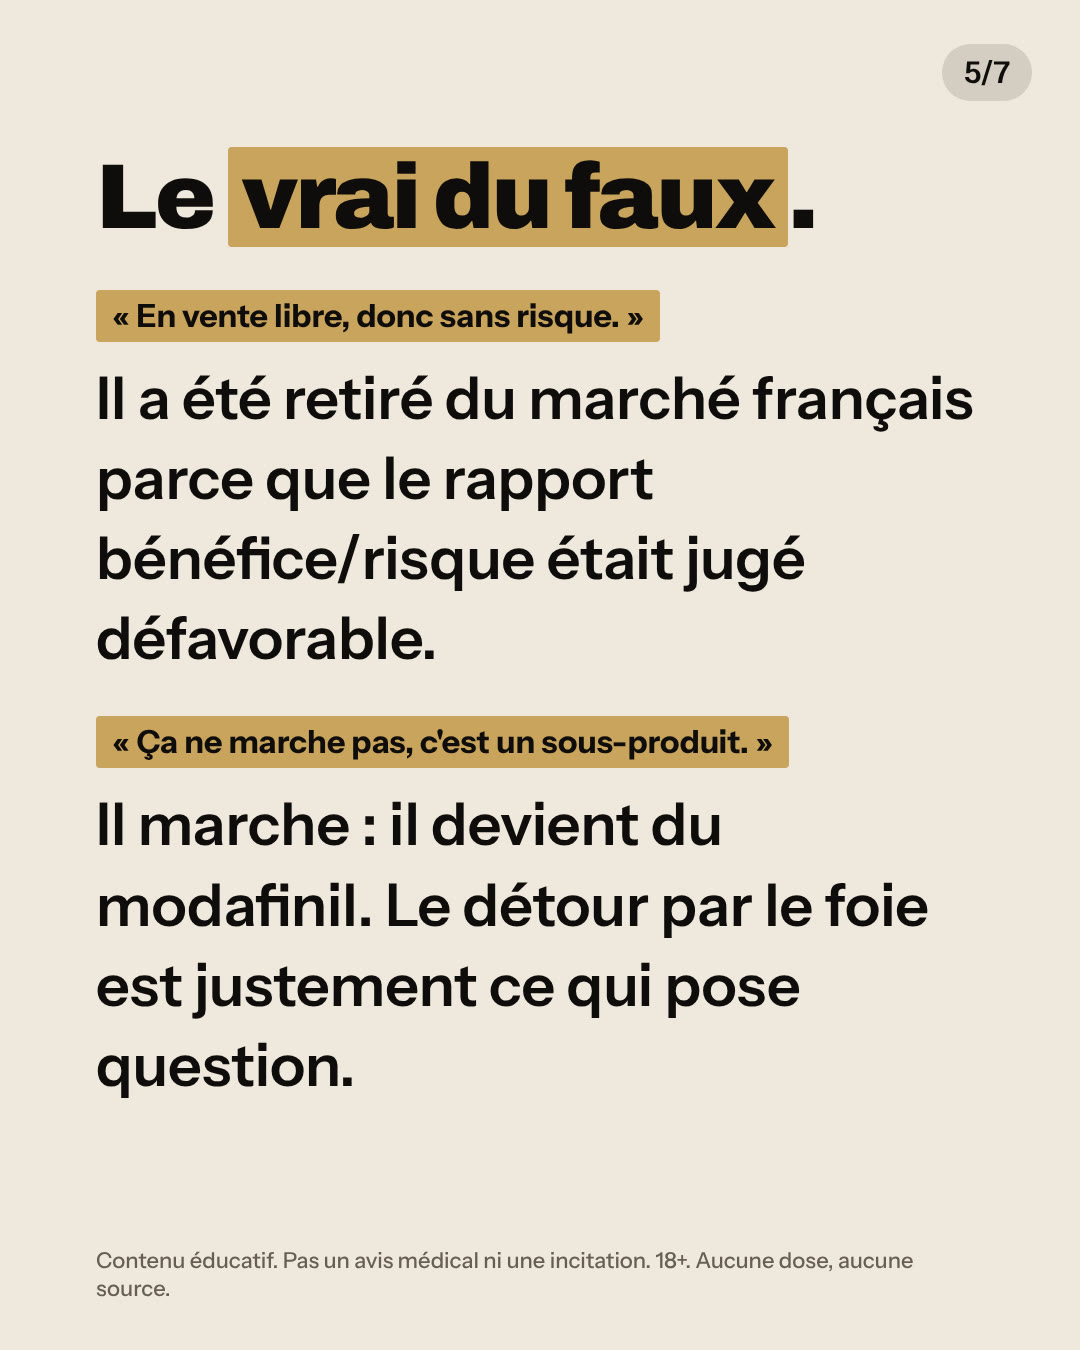 5/7
Le vrai du faux.
« En vente libre, donc sans risque. »
Il a été retiré du marché français
parce que le rapport
bénéfice/risque était jugé
défavorable.
« Ça ne marche pas, c'est un sous-produit. »
Il marche : il devient du
modafinil. Le détour par le foie
est justement ce qui pose
question.
Contenu éducatif. Pas un avis médical ni une incitation. 18+. Aucune dose, aucune
source.